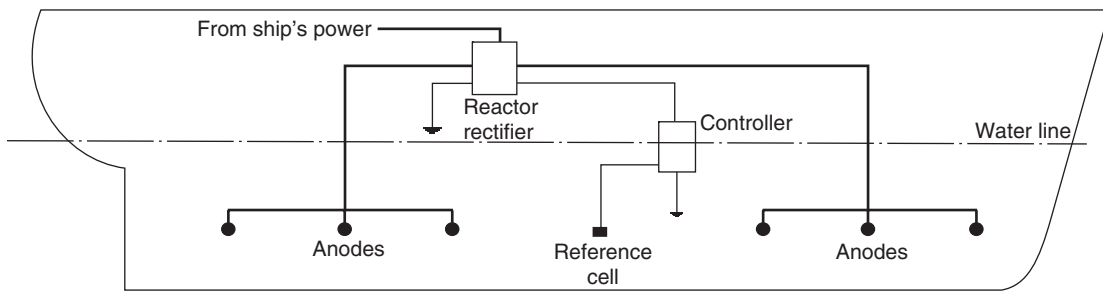 From ship's power
Reactor
rectifier
Controller
Water line
Anodes
Reference
cell
Anodes